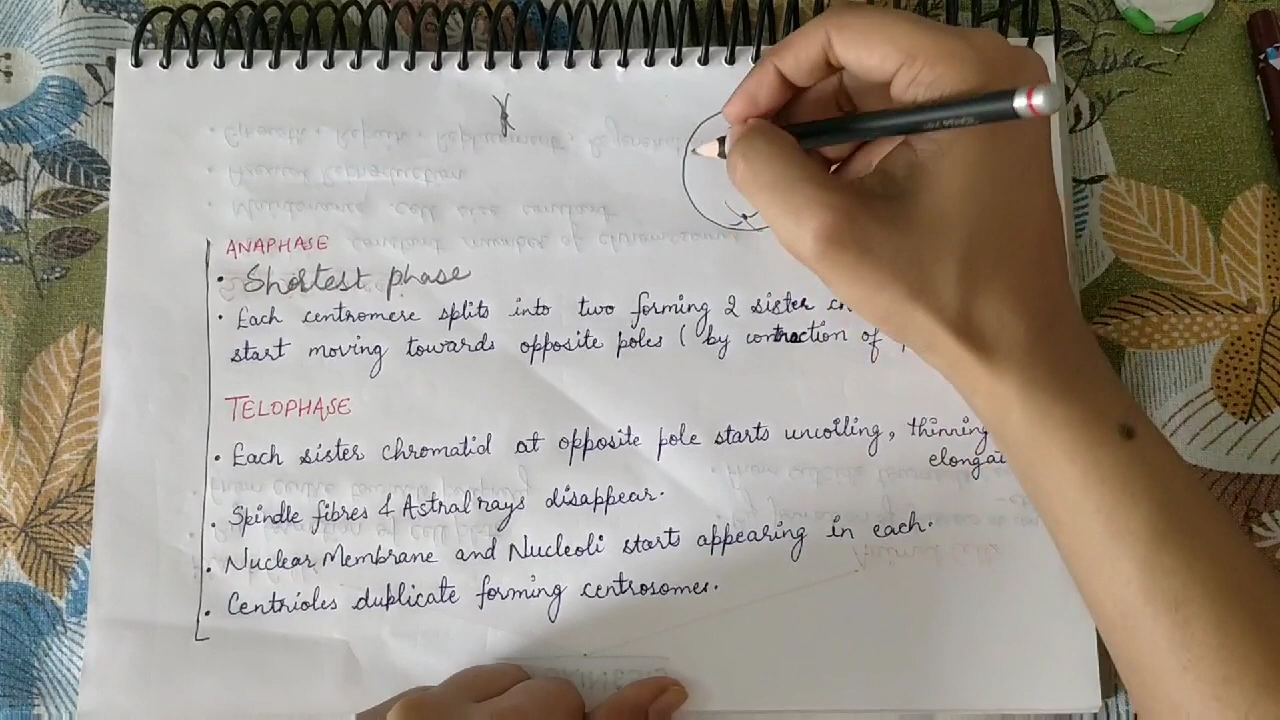 ANAPHASE
• Shortest phase
• Each centromere splits into two forming 2 sister
start moving towards opposite poles ( by contraction of
TELOPHASE
• Each sister chromatid at opposite pole starts uncoiling, thinning
• Spindle fibres & Astral rays disappear.
• Nuclear Membrane and Nucleoli starts appearing in each.
• Centrioles duplicate forming centrosomes.